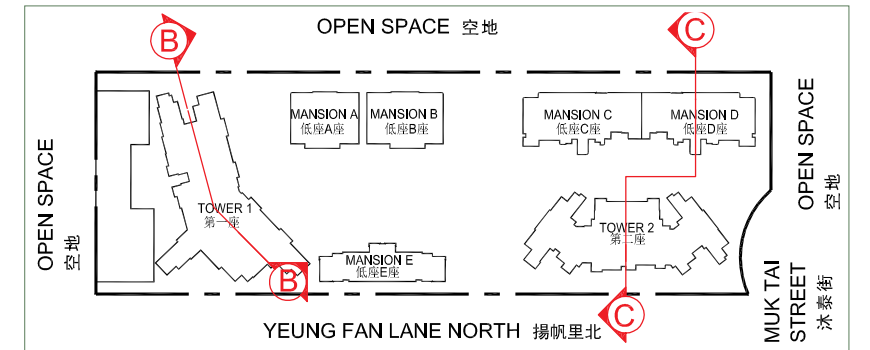 OPEN SPACE 空地
B
C
MANSION A
低座A座
MANSION B
低座B座
MANSION C
低座C座
MANSION D
低座D座
OPEN SPACE
空地
OPEN SPACE
空地
TOWER 1
第一座
TOWER 2
第二座
MANSION E
低座E座
B
C
MUK TAI
STREET
沐泰街
YEUNG FAN LANE NORTH 揚帆里北